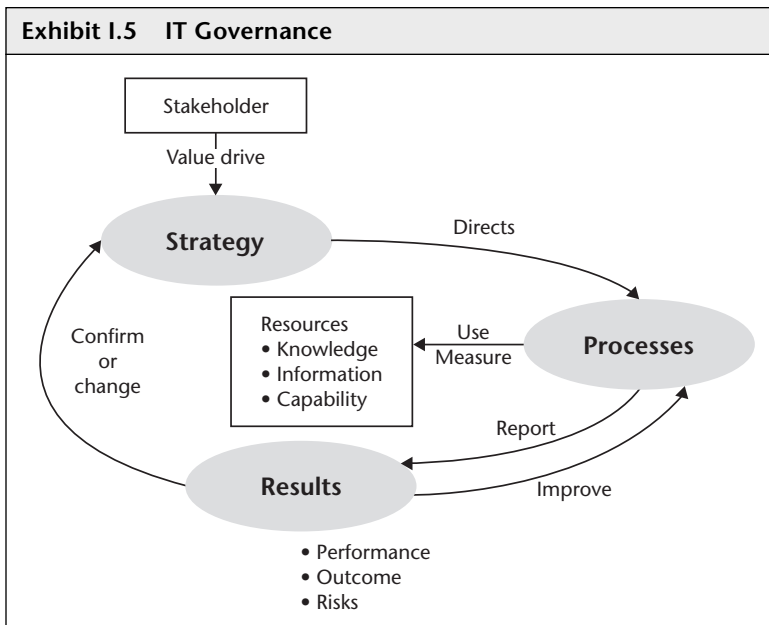 Exhibit I.5 IT Governance
Stakeholder
Value drive
Strategy
Directs
Confirm
or
change
Resources
• Knowledge
• Information
• Capability
Use
Measure
Processes
Report
Results
Improve
• Performance
• Outcome
• Risks